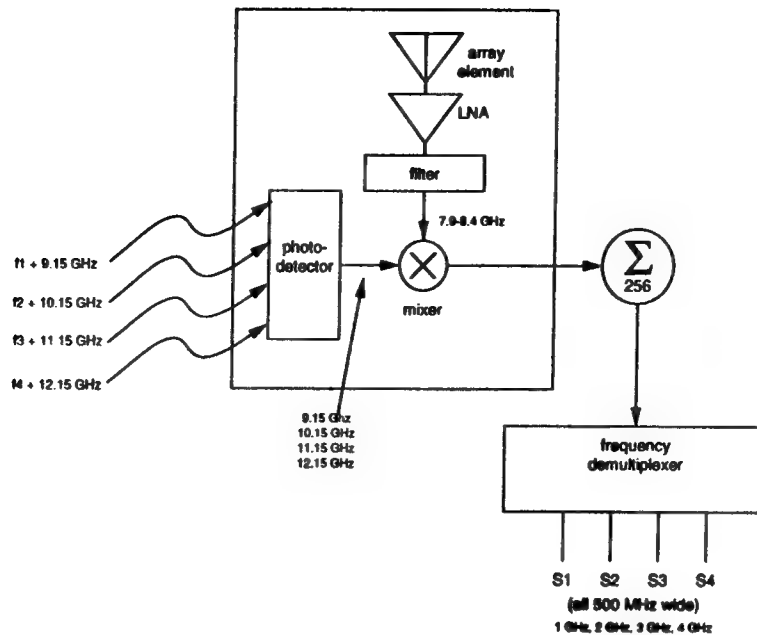 array
element
LNA
filter
7.9-8.4 GHz
photo-
detector
mixer
Σ
256
f1 + 9.15 GHz
f2 + 10.15 GHz
f3 + 11.15 GHz
f4 + 12.15 GHz
9.15 Ghz
10.15 GHz
11.15 GHz
12.15 GHz
frequency
demultiplexer
S1 S2 S3 S4
(all 500 MHz wide)
1 GHz, 2 GHz, 3 GHz, 4 GHz